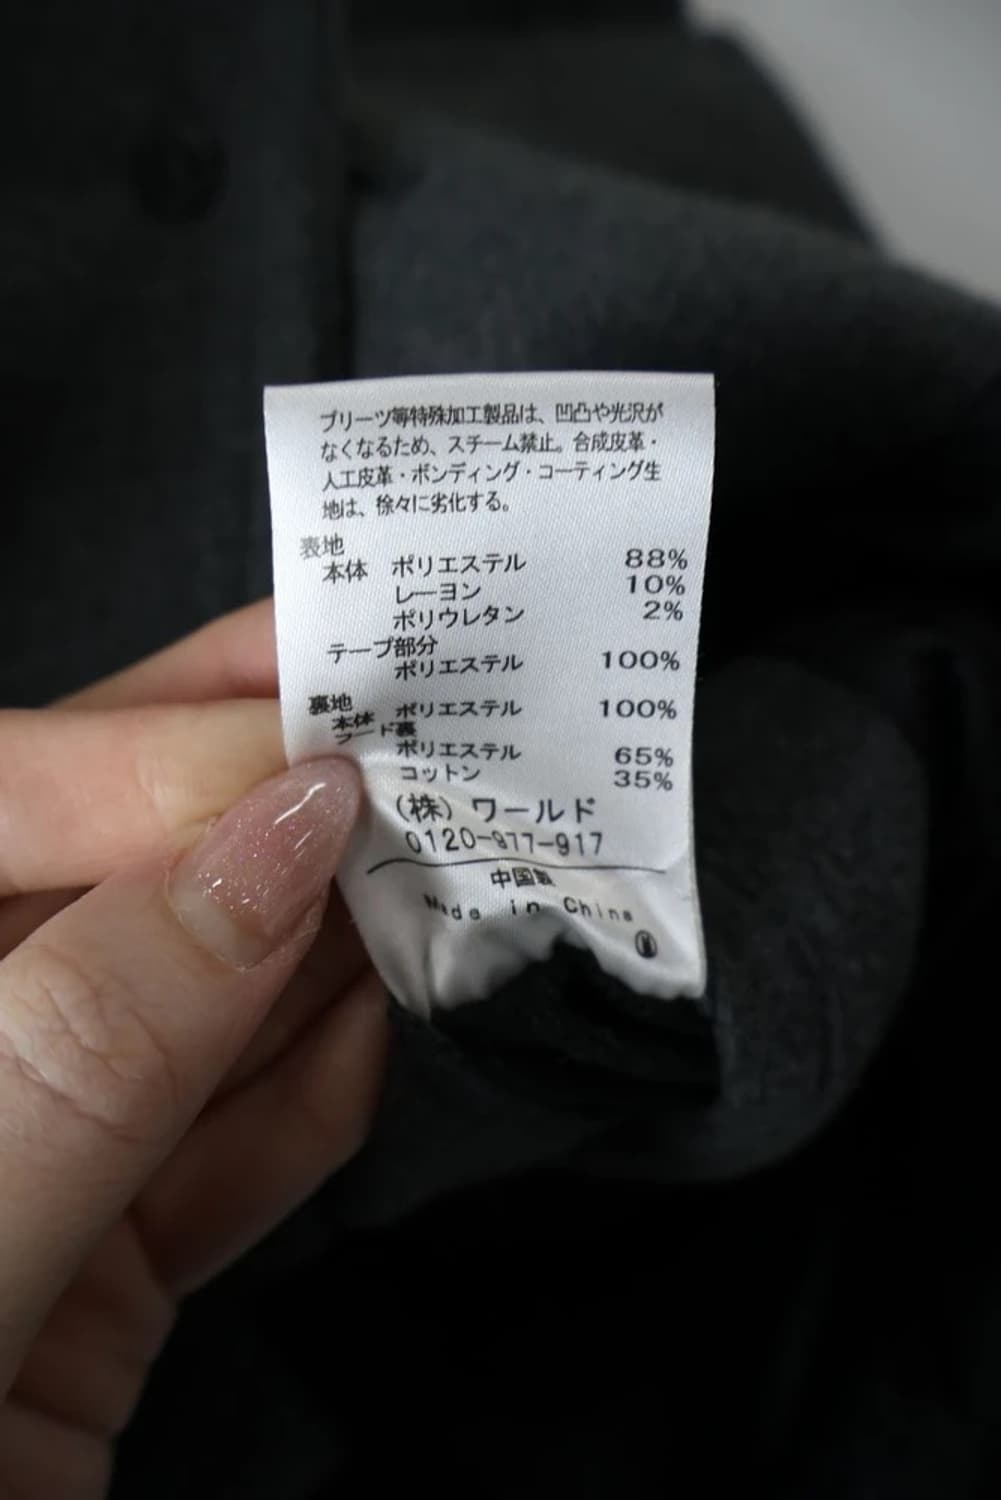 プリーツ等特殊加工製品は、凹凸や光沢が
なくなるため、スチーム禁止。合成皮革・
人工皮革・ボンディング・コーティング生
地は、徐々に劣化する。
表地
本体 ポリエステル 88%
レーヨン 10%
ポリウレタン 2%
テープ部分
ポリエステル 100%
裏地
本体 ポリエステル 100%
フード裏
ポリエステル 65%
コットン 35%
(株) ワールド
0120-977-917
中国製
Made in China